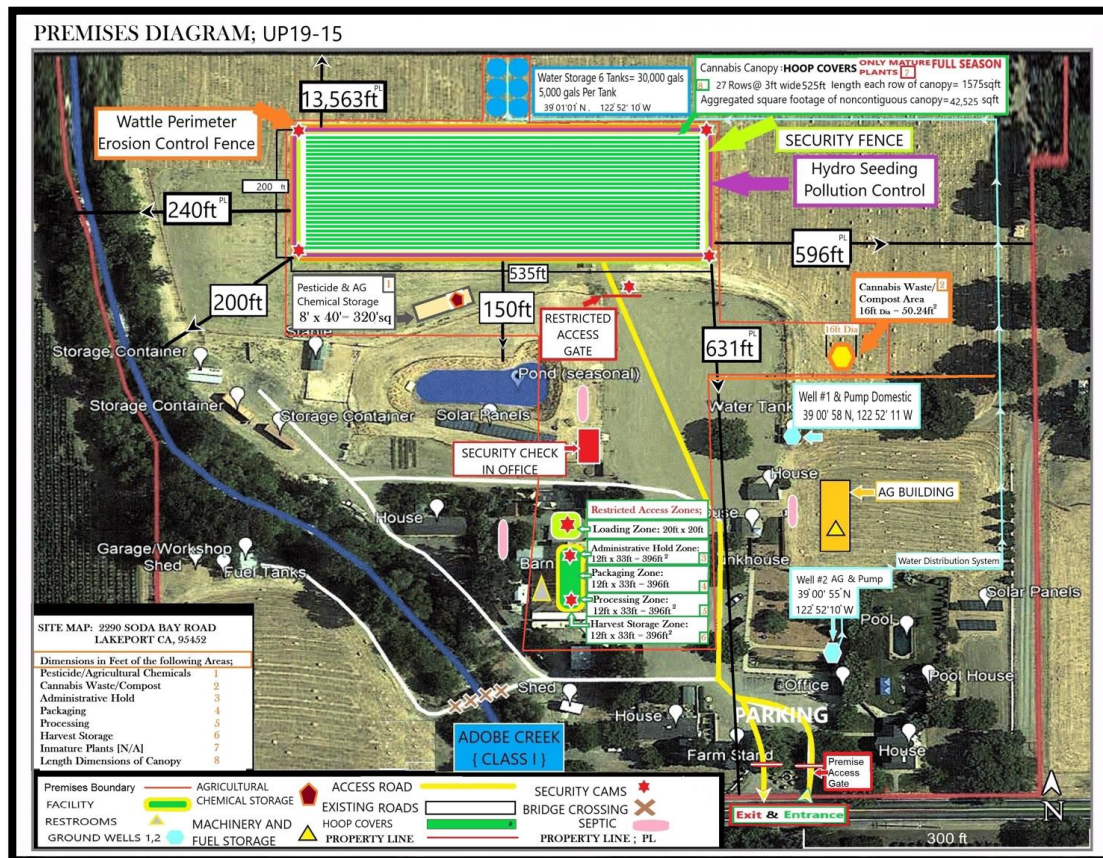 PREMISES DIAGRAM; UP19-15
13,563ft PL
Water Storage 6 Tanks= 30,000 gals
5,000 gals Per Tank
39°01'01" N . 122°52'10"W
Cannabis Canopy : HOOP COVERS ONLY MATURE PLANTS 7 FULL SEASON
8 27 Rows@ 3ft wide525ft length each row of canopy= 1575sqft
Aggregated square footage of noncontiguous canopy=42,525 sqft
Wattle Perimeter
Erosion Control Fence
SECURITY FENCE
Hydro Seeding
Pollution Control
200 ft
240ft PL
596ft PL
535ft
200ft
150ft
631ft PL
Pesticide & AG 1
Chemical Storage
8' x 40'= 320'sq
RESTRICTED
ACCESS
GATE
Cannabis Waste/ 2
Compost Area
16ft Dia = 50.24ft²
16ft Dia
Storage Container
Stable
Pond (seasonal)
Storage Container
Storage Container
Solar Panels
Water Tank
Well #1 & Pump Domestic
39°00'58 N, 122°52'11 W
SECURITY CHECK
IN OFFICE
House
AG BUILDING
House
Restricted Access Zones;
Loading Zone: 20ft x 20ft
Administrative Hold Zone:
12ft x 33ft = 396ft² 3
Packaging Zone:
12ft x 33ft = 396ft 4
Processing Zone:
12ft x 33ft = 396ft² 5
Harvest Storage Zone:
12ft x 33ft = 396ft² 6
Barn
Garage/Workshop
Shed
Fuel Tanks
Water Distribution System
Well #2 AG & Pump
39°00'55"N
122°52'10"W
Solar Panels
Pool
Pool House
Office
Shed
House
PARKING
Farm Stand
House
ADOBE CREEK
{ CLASS I }
Premise
Access
Gate
Exit & Entrance
N
300 ft
SITE MAP: 2290 SODA BAY ROAD
LAKEPORT CA, 95452
Dimensions in Feet of the following Areas;
Pesticide/Agricultural Chemicals 1
Cannabis Waste/Compost 2
Administrative Hold 3
Packaging 4
Processing 5
Harvest Storage 6
Inmature Plants [N/A] 7
Length Dimensions of Canopy 8
Premises Boundary
FACILITY
RESTROOMS
GROUND WELLS 1,2
AGRICULTURAL
CHEMICAL STORAGE
MACHINERY AND
FUEL STORAGE
ACCESS ROAD
EXISTING ROADS
HOOP COVERS
PROPERTY LINE
SECURITY CAMS
BRIDGE CROSSING
SEPTIC
PROPERTY LINE ; PL